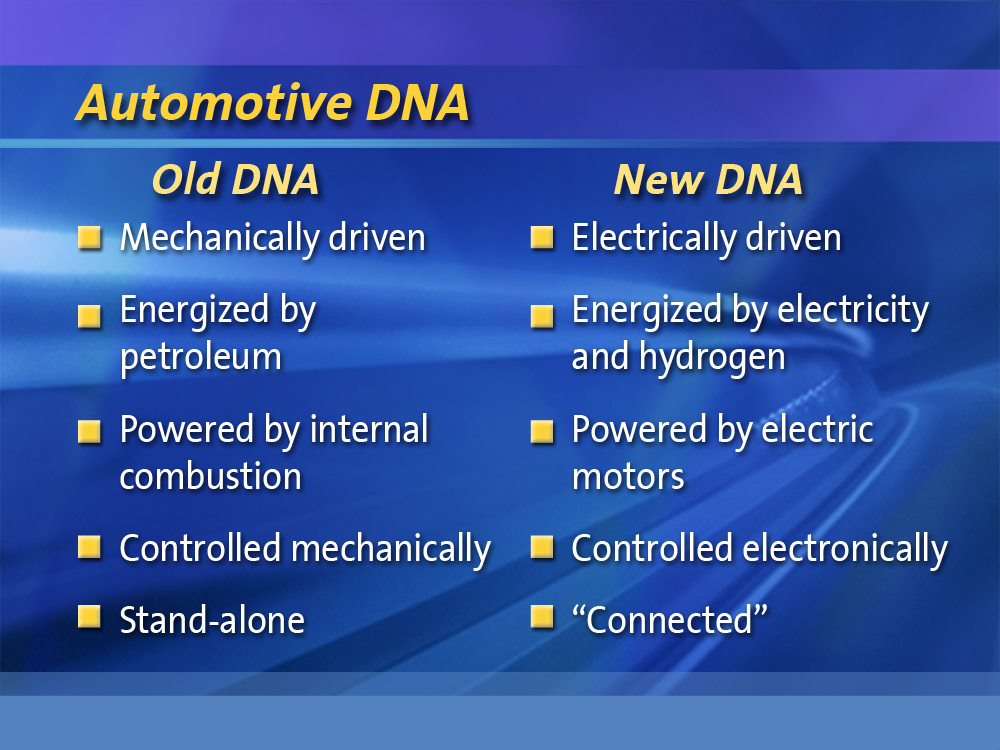 Automotive DNA
Old DNA
Mechanically driven
Energized by
petroleum
Powered by internal
combustion
Controlled mechanically
Stand-alone
New DNA
Electrically driven
Energized by electricity
and hydrogen
Powered by electric
motors
Controlled electronically
“Connected”